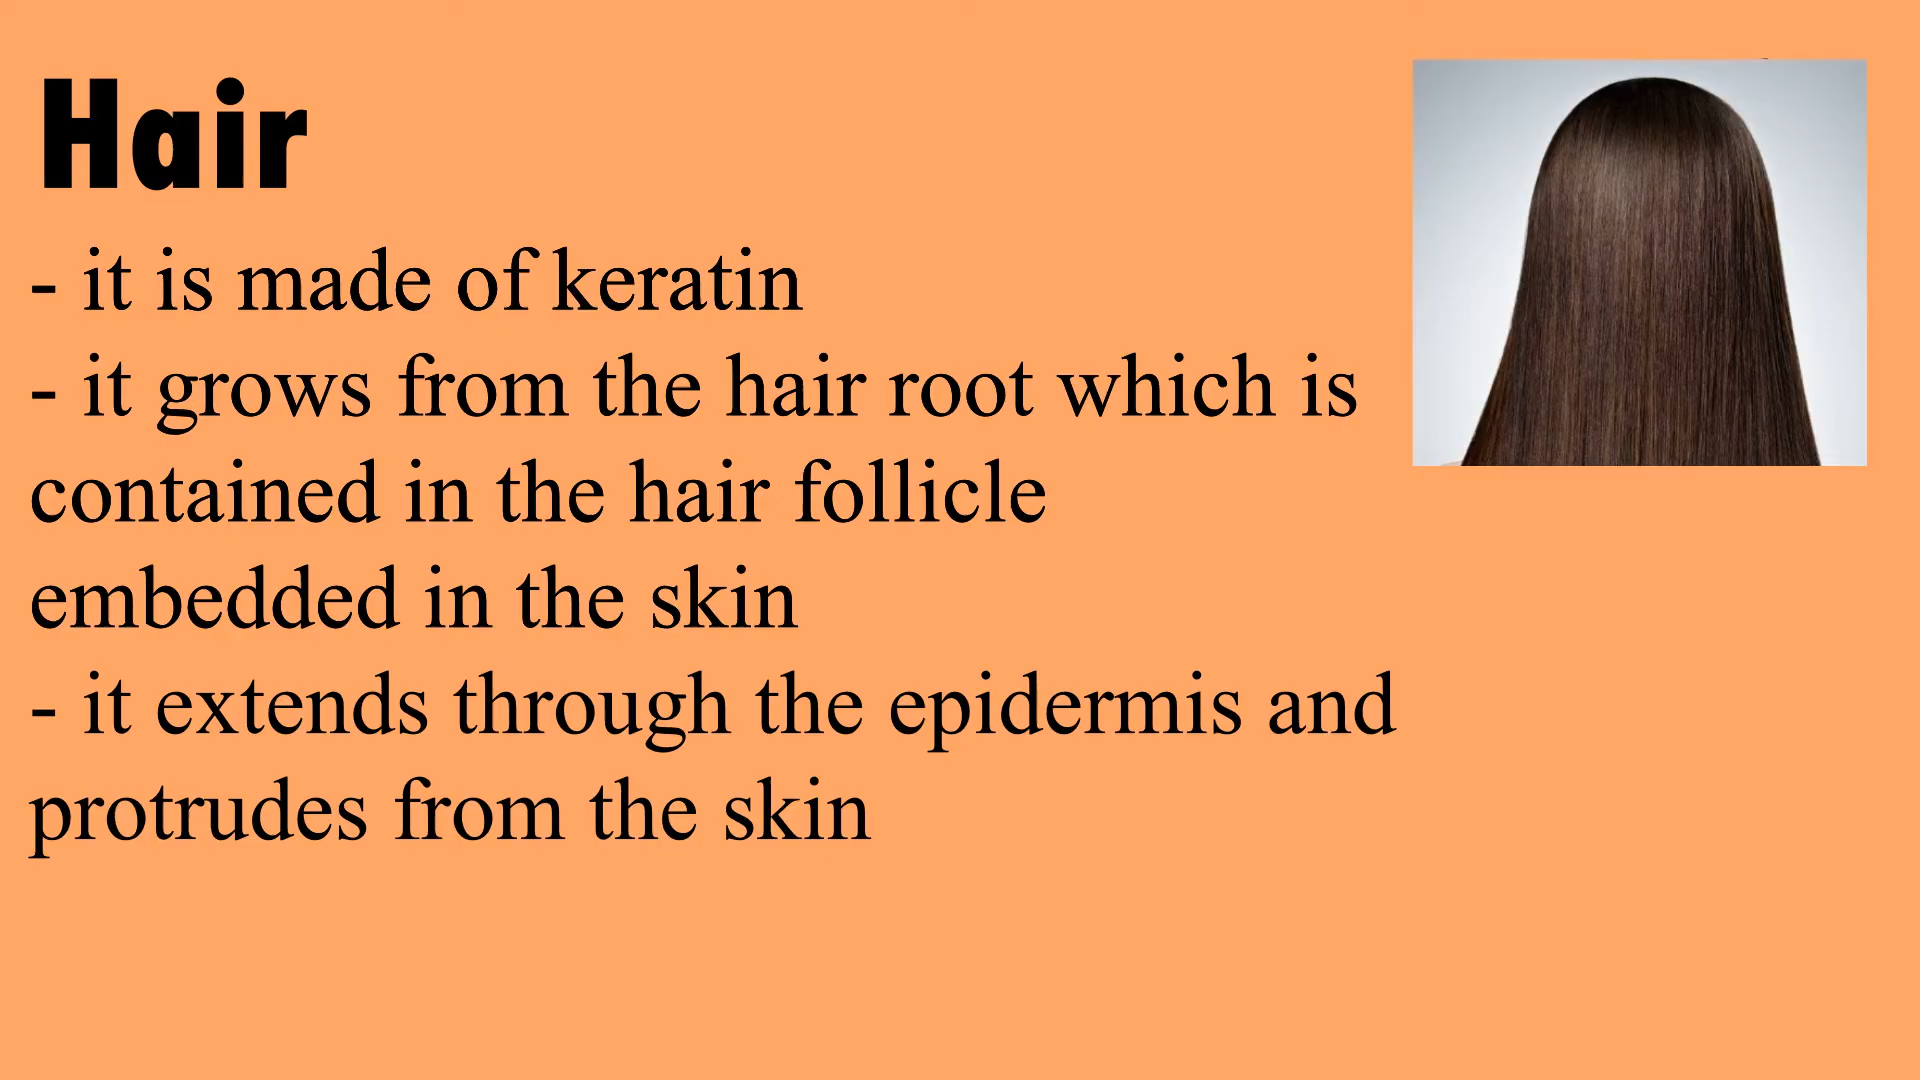 Hair
- it is made of keratin
- it grows from the hair root which is
contained in the hair follicle
embedded in the skin
- it extends through the epidermis and
protrudes from the skin